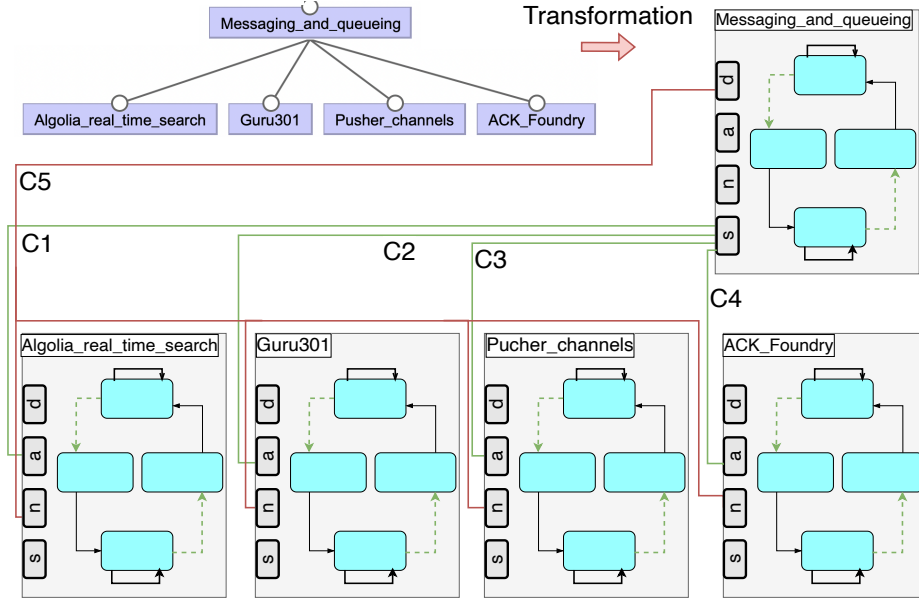 Messaging_and_queueing
Transformation
Messaging_and_queueing
Algolia_real_time_search
Guru301
Pusher_channels
ACK_Foundry
d
a
n
s
C5
C1
C2
C3
C4
Algolia_real_time_search
d
a
n
s
Guru301
d
a
n
s
Pucher_channels
d
a
n
s
ACK_Foundry
d
a
n
s